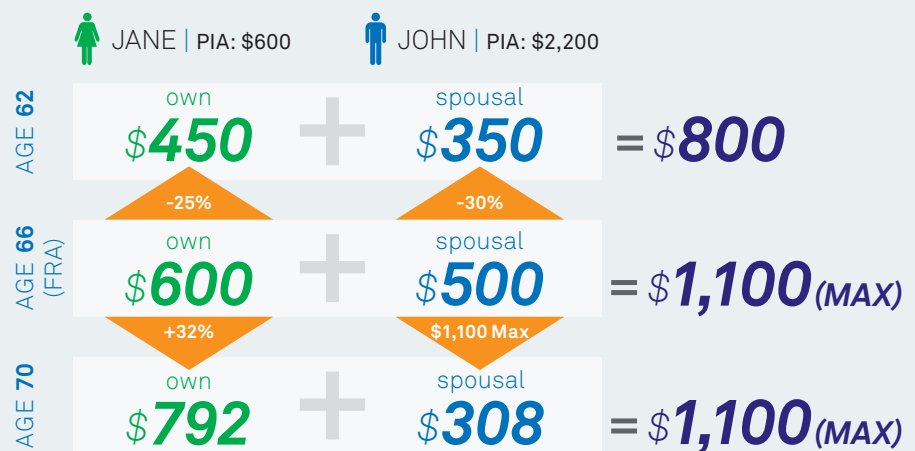 JANE | PIA: $600
JOHN | PIA: $2,200
AGE 62
own
$450
+
spousal
$350
= $800
-25%
-30%
AGE 66
(FRA)
own
$600
+
spousal
$500
= $1,100 (MAX)
+32%
$1,100 Max
AGE 70
own
$792
+
spousal
$308
= $1,100 (MAX)